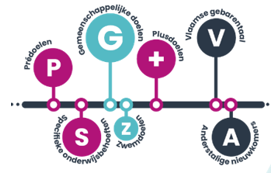 Prédoelen
P
Gemeenschappelijke doelen
G
Plusdoelen
+
Vlaamse gebarentaal
V
Specifieke onderwijsbehoeften
S
Zwemdoelen
Z
Anderstalige nieuwkomers
A